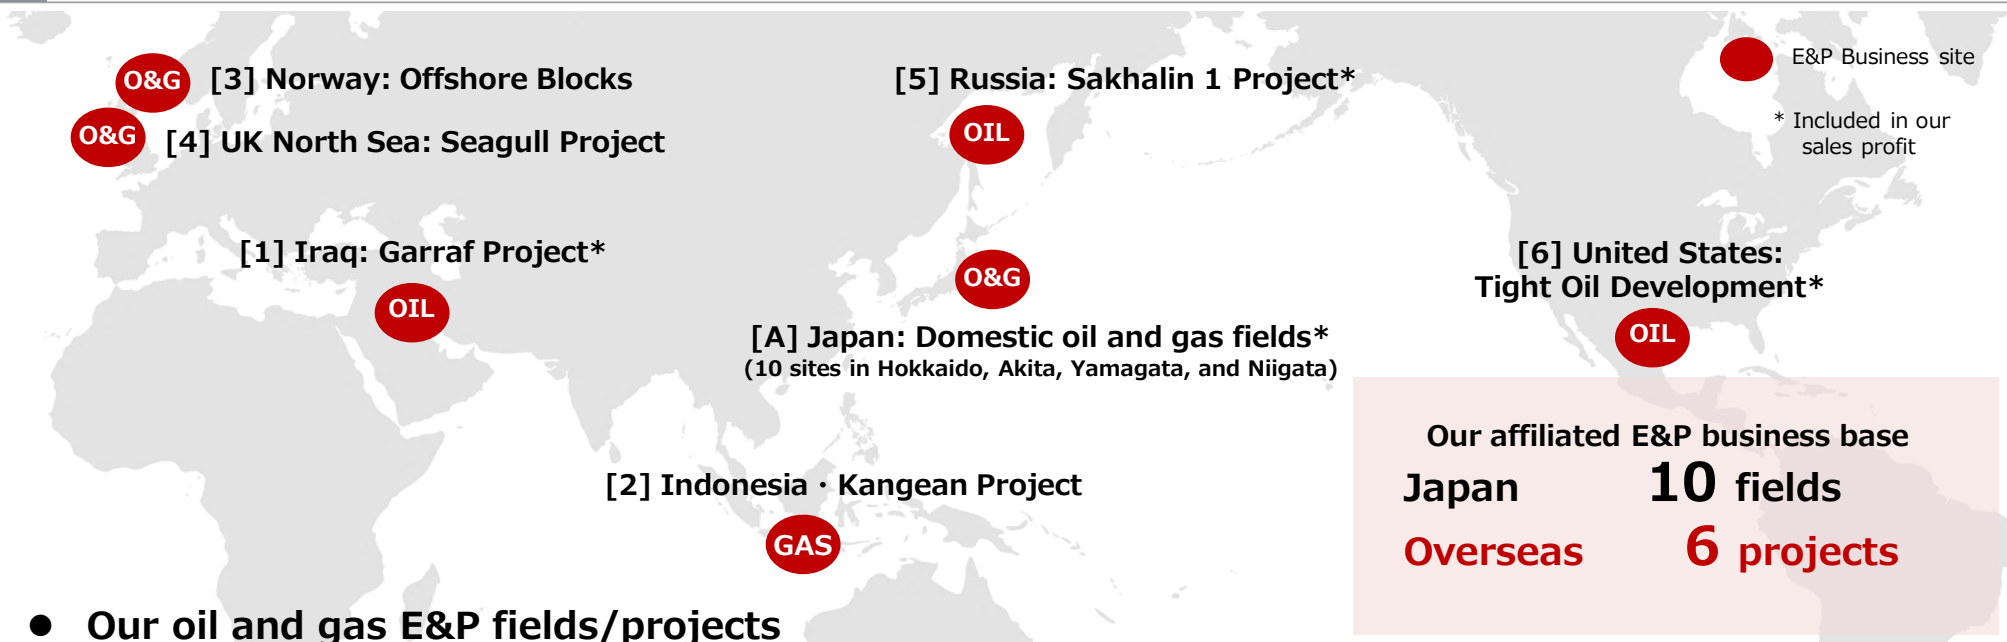 O&G [3] Norway: Offshore Blocks
O&G [4] UK North Sea: Seagull Project
[5] Russia: Sakhalin 1 Project*
OIL
E&P Business site
* Included in our
sales profit
[1] Iraq: Garraf Project*
OIL
O&G
[A] Japan: Domestic oil and gas fields*
(10 sites in Hokkaido, Akita, Yamagata, and Niigata)
[6] United States:
Tight Oil Development*
OIL
[2] Indonesia・Kangean Project
GAS
Our affiliated E&P business base
Japan 10 fields
Overseas 6 projects
● Our oil and gas E&P fields/projects